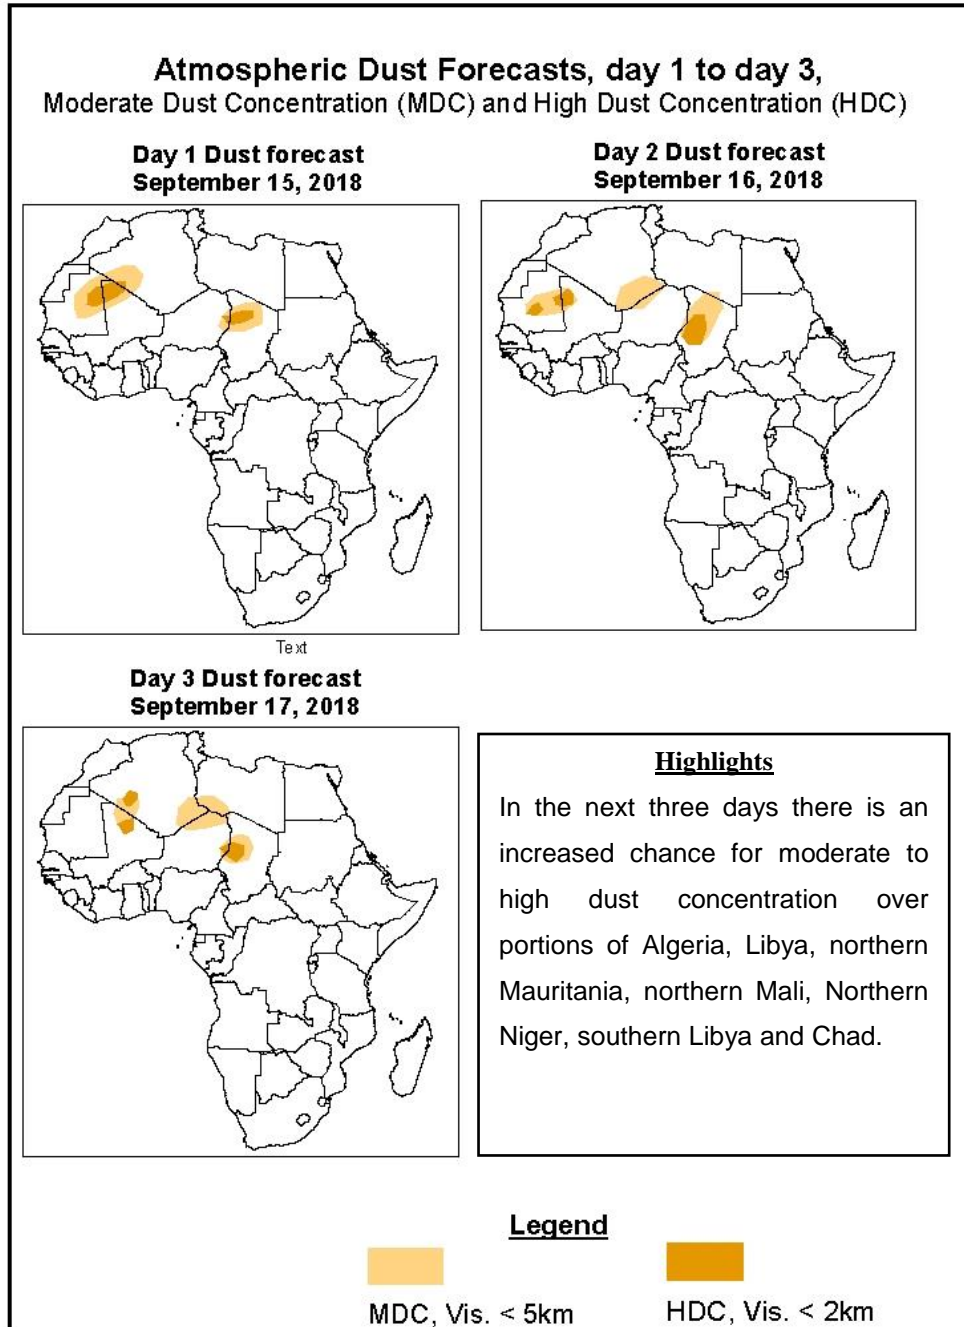 Atmospheric Dust Forecasts, day 1 to day 3,
Moderate Dust Concentration (MDC) and High Dust Concentration (HDC)
Day 1 Dust forecast
September 15, 2018
Day 2 Dust forecast
September 16, 2018
Text
Day 3 Dust forecast
September 17, 2018
Highlights
In the next three days there is an
increased chance for moderate to
high dust concentration over
portions of Algeria, Libya, northern
Mauritania, northern Mali, Northern
Niger, southern Libya and Chad.
Legend
MDC, Vis. < 5km
HDC, Vis. < 2km